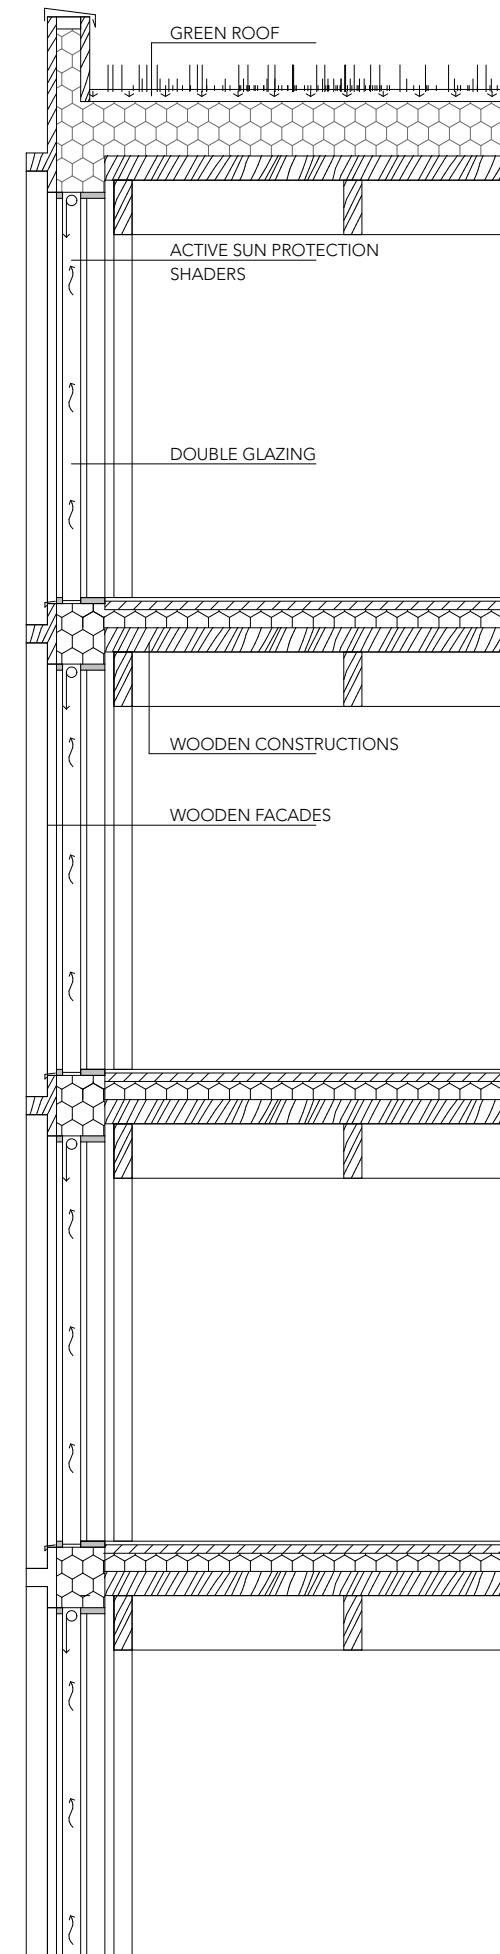 GREEN ROOF
ACTIVE SUN PROTECTION
SHADERS
DOUBLE GLAZING
WOODEN CONSTRUCTIONS
WOODEN FACADES